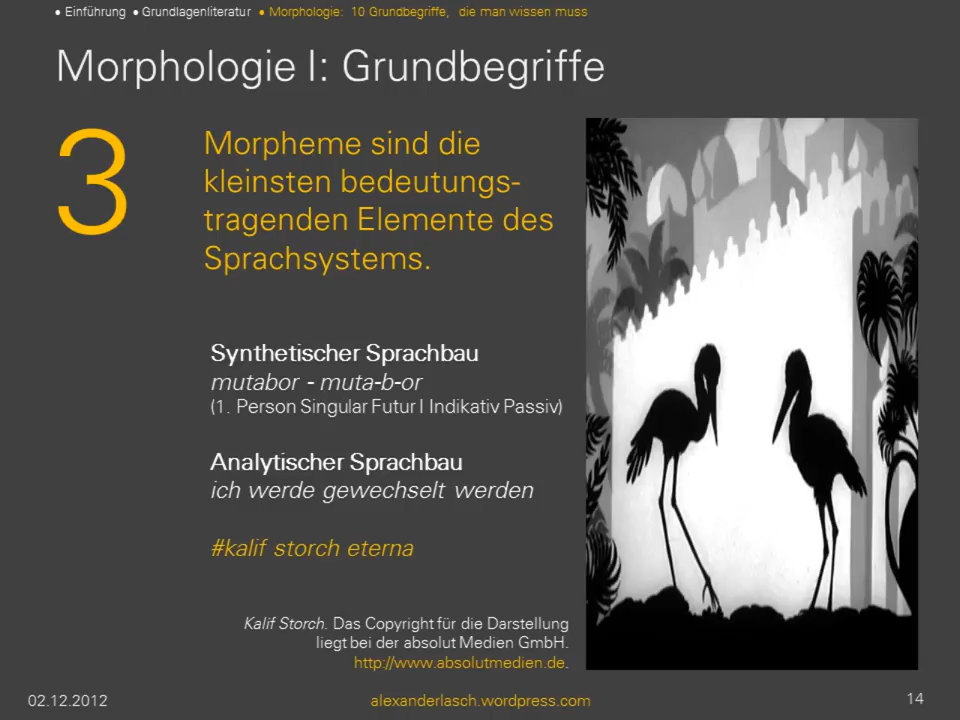 • Einführung • Grundlagenliteratur • Morphologie: 10 Grundbegriffe, die man wissen muss
Morphologie I: Grundbegriffe
3
Morpheme sind die
kleinsten bedeutungs-
tragenden Elemente des
Sprachsystems.
Synthetischer Sprachbau
mutabor - muta-b-or
(1. Person Singular Futur I Indikativ Passiv)
Analytischer Sprachbau
ich werde gewechselt werden
#kalif storch eterna
Kalif Storch. Das Copyright für die Darstellung
liegt bei der absolut Medien GmbH.
http://www.absolutmedien.de.
02.12.2012
alexanderlasch.wordpress.com
14